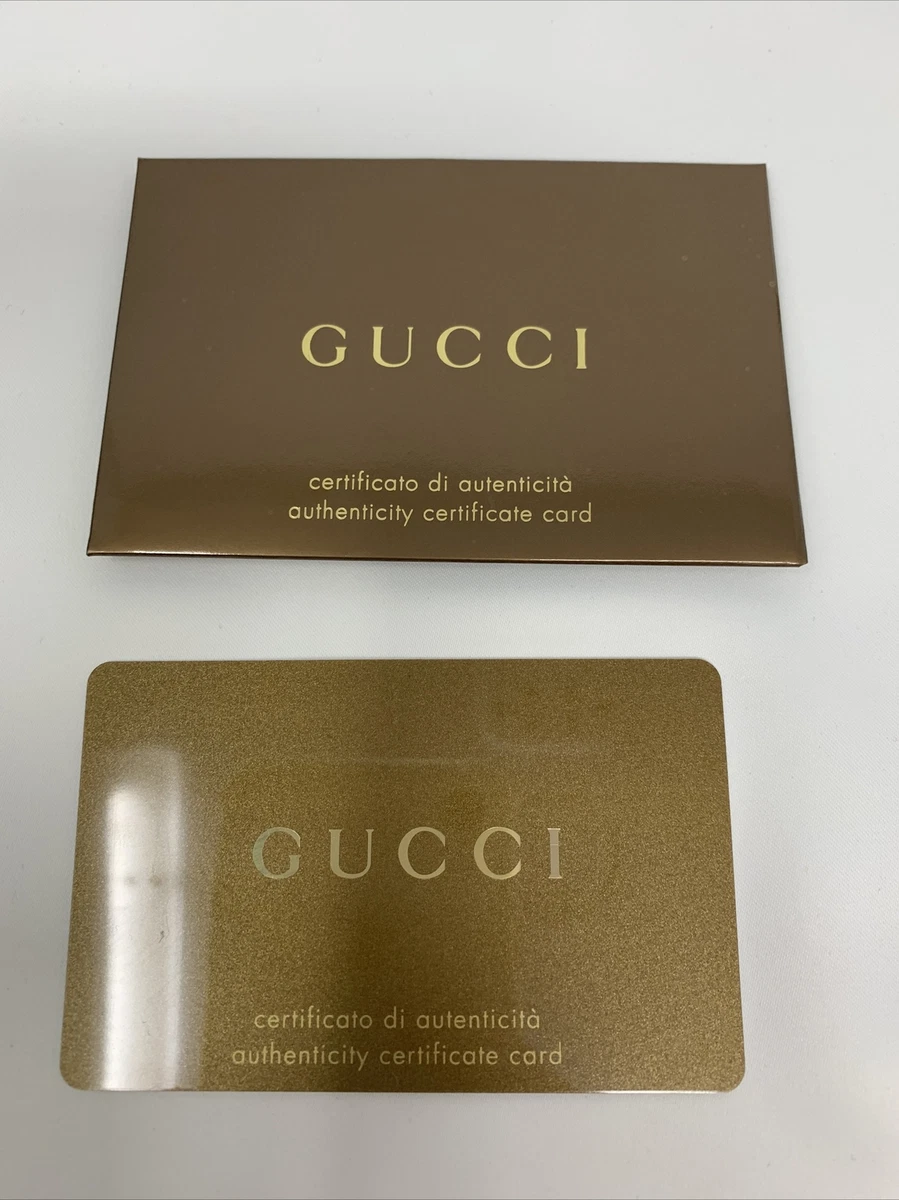 GUCCI
certificato di autenticità
authenticity certificate card
GUCCI
certificato di autenticità
authenticity certificate card